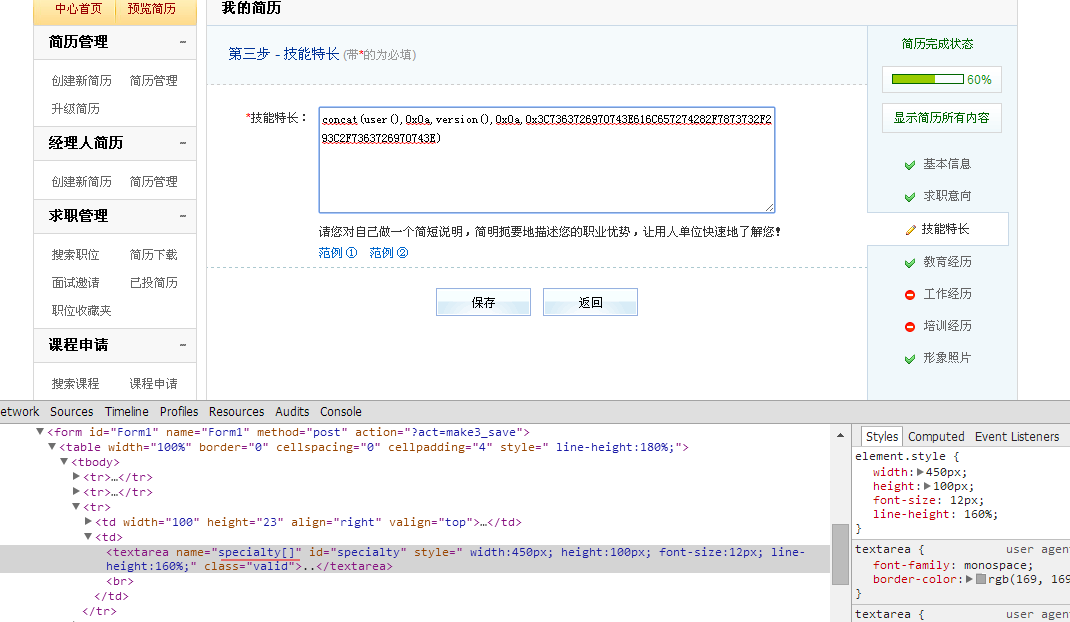 中心首页 预览简历
我的简历
简历管理 −
创建新简历 简历管理
升级简历
经理人简历 −
创建新简历 简历管理
求职管理 −
搜索职位 简历下载
面试邀请 已投简历
职位收藏夹
课程申请 −
搜索课程 课程申请
第三步 - 技能特长 (带*的为必填)
*技能特长：
concat(user(),0x0a,version(),0x0a,0x3C7363726970743E616C657274282F7873732F2
93C2F7363726970743E)
请您对自己做一个简短说明，简明扼要地描述您的职业优势，让用人单位快速地了解您！
范例① 范例②
保存 返回
简历完成状态
60%
显示简历所有内容
基本信息
求职意向
技能特长
教育经历
工作经历
培训经历
形象照片
etwork Sources Timeline Profiles Resources Audits Console
▼<form id="Form1" name="Form1" method="post" action="?act=make3_save">
▼<table width="100%" border="0" cellspacing="0" cellpadding="4" style=" line-height:180%;">
▼<tbody>
▶<tr>…</tr>
▶<tr>…</tr>
▼<tr>
▶<td width="100" height="23" align="right" valign="top">…</td>
▼<td>
<textarea name="specialty[]" id="specialty" style=" width:450px; height:100px; font-size:12px; line-
height:160%;" class="valid">..</textarea>
<br>
</td>
</tr>
Styles Computed Event Listeners
element.style {
width:▶450px;
height:▶100px;
font-size: 12px;
line-height: 160%;
}
textarea { user agen
font-family: monospace;
border-color:▶rgb(169, 169
}
textarea { user agen